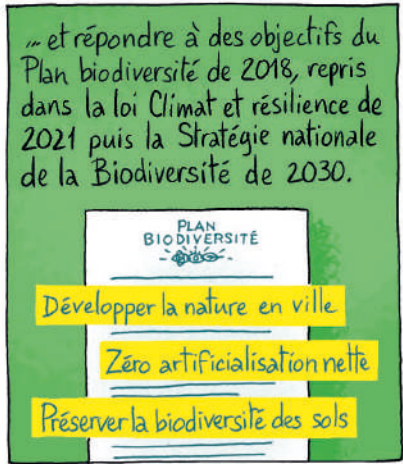 ... et répondre à des objectifs du
Plan biodiversité de 2018, repris
dans la loi Climat et résilience de
2021 puis la Stratégie nationale
de la Biodiversité de 2030.
PLAN
BIODIVERSITÉ
Développer la nature en ville
Zéro artificialisation nette
Préserver la biodiversité des sols